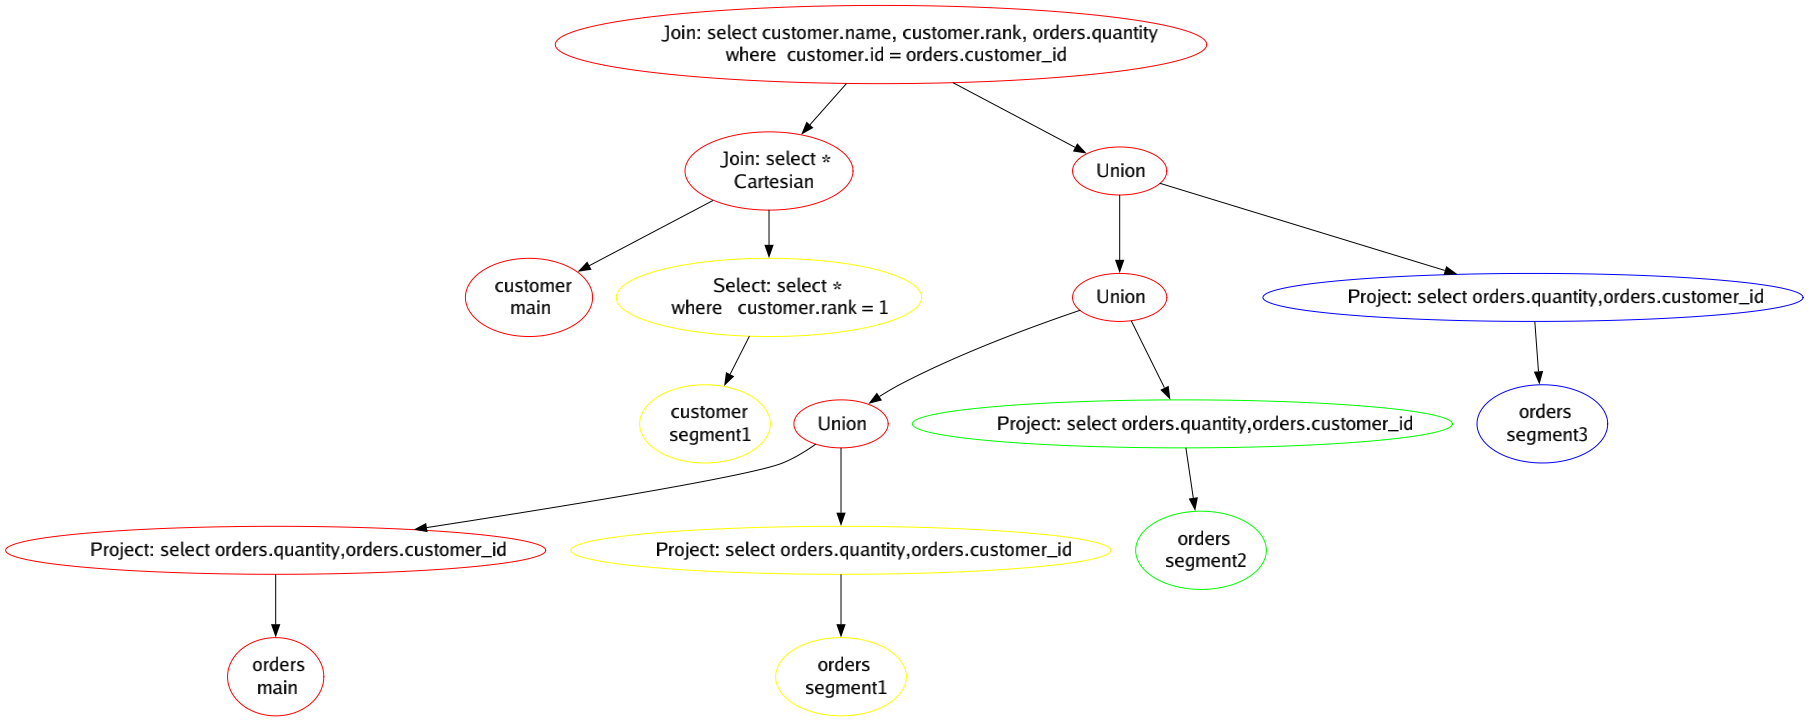 Join: select customer.name, customer.rank, orders.quantity
where  customer.id = orders.customer_id
Join: select *
Cartesian
Union
customer
main
Select: select *
where   customer.rank = 1
Union
Project: select orders.quantity,orders.customer_id
customer
segment1
Union
Project: select orders.quantity,orders.customer_id
orders
segment3
Project: select orders.quantity,orders.customer_id
Project: select orders.quantity,orders.customer_id
orders
segment2
orders
main
orders
segment1